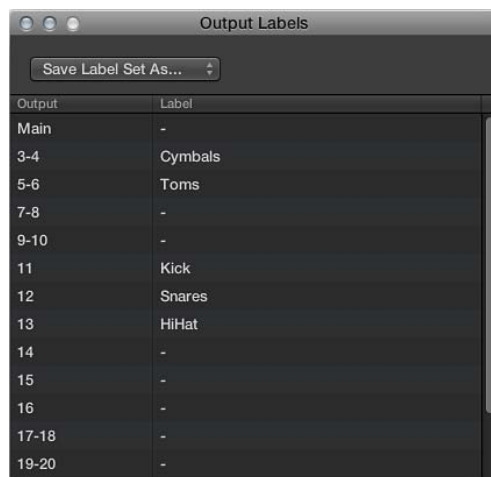 Output Labels
Save Label Set As...
Output Label
Main -
3-4 Cymbals
5-6 Toms
7-8 -
9-10 -
11 Kick
12 Snares
13 HiHat
14 -
15 -
16 -
17-18 -
19-20 -